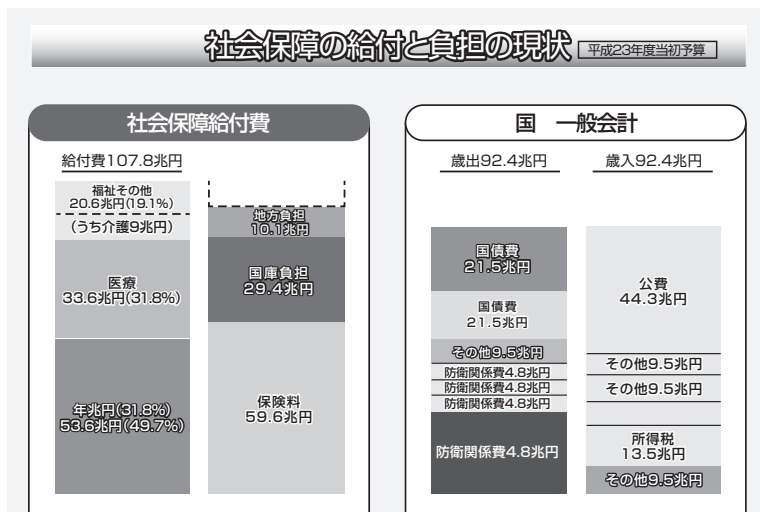 社会保障の給付と負担の現状
平成23年度当初予算
社会保障給付費
給付費107.8兆円
福祉その他
20.6兆円(19.1%)
(うち介護9兆円)
医療
33.6兆円(31.8%)
年兆円(31.8%)
53.6兆円(49.7%)
地方負担
10.1兆円
国庫負担
29.4兆円
保険料
59.6兆円
国 一般会計
歳出92.4兆円
国債費
21.5兆円
国債費
21.5兆円
その他9.5兆円
防衛関係費4.8兆円
防衛関係費4.8兆円
防衛関係費4.8兆円
防衛関係費4.8兆円
歳入92.4兆円
公費
44.3兆円
その他9.5兆円
その他9.5兆円
所得税
13.5兆円
その他9.5兆円